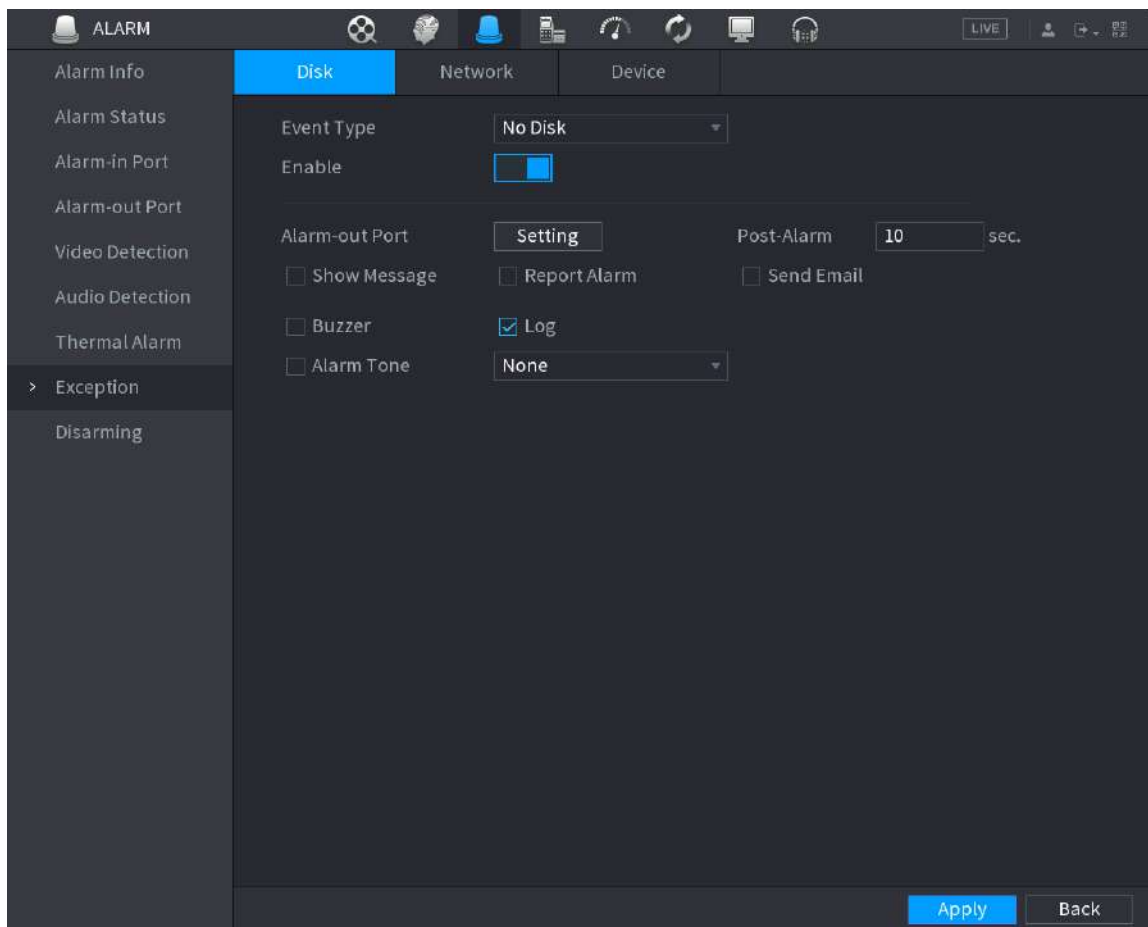 ALARM
LIVE
Alarm Info
Disk
Network
Device
Alarm Status
Event Type
No Disk
Alarm-in Port
Enable
Alarm-out Port
Alarm-out Port
Setting
Post-Alarm
10
sec.
Video Detection
Show Message
Report Alarm
Send Email
Audio Detection
Buzzer
Log
Thermal Alarm
Alarm Tone
None
> Exception
Disarming
Apply
Back